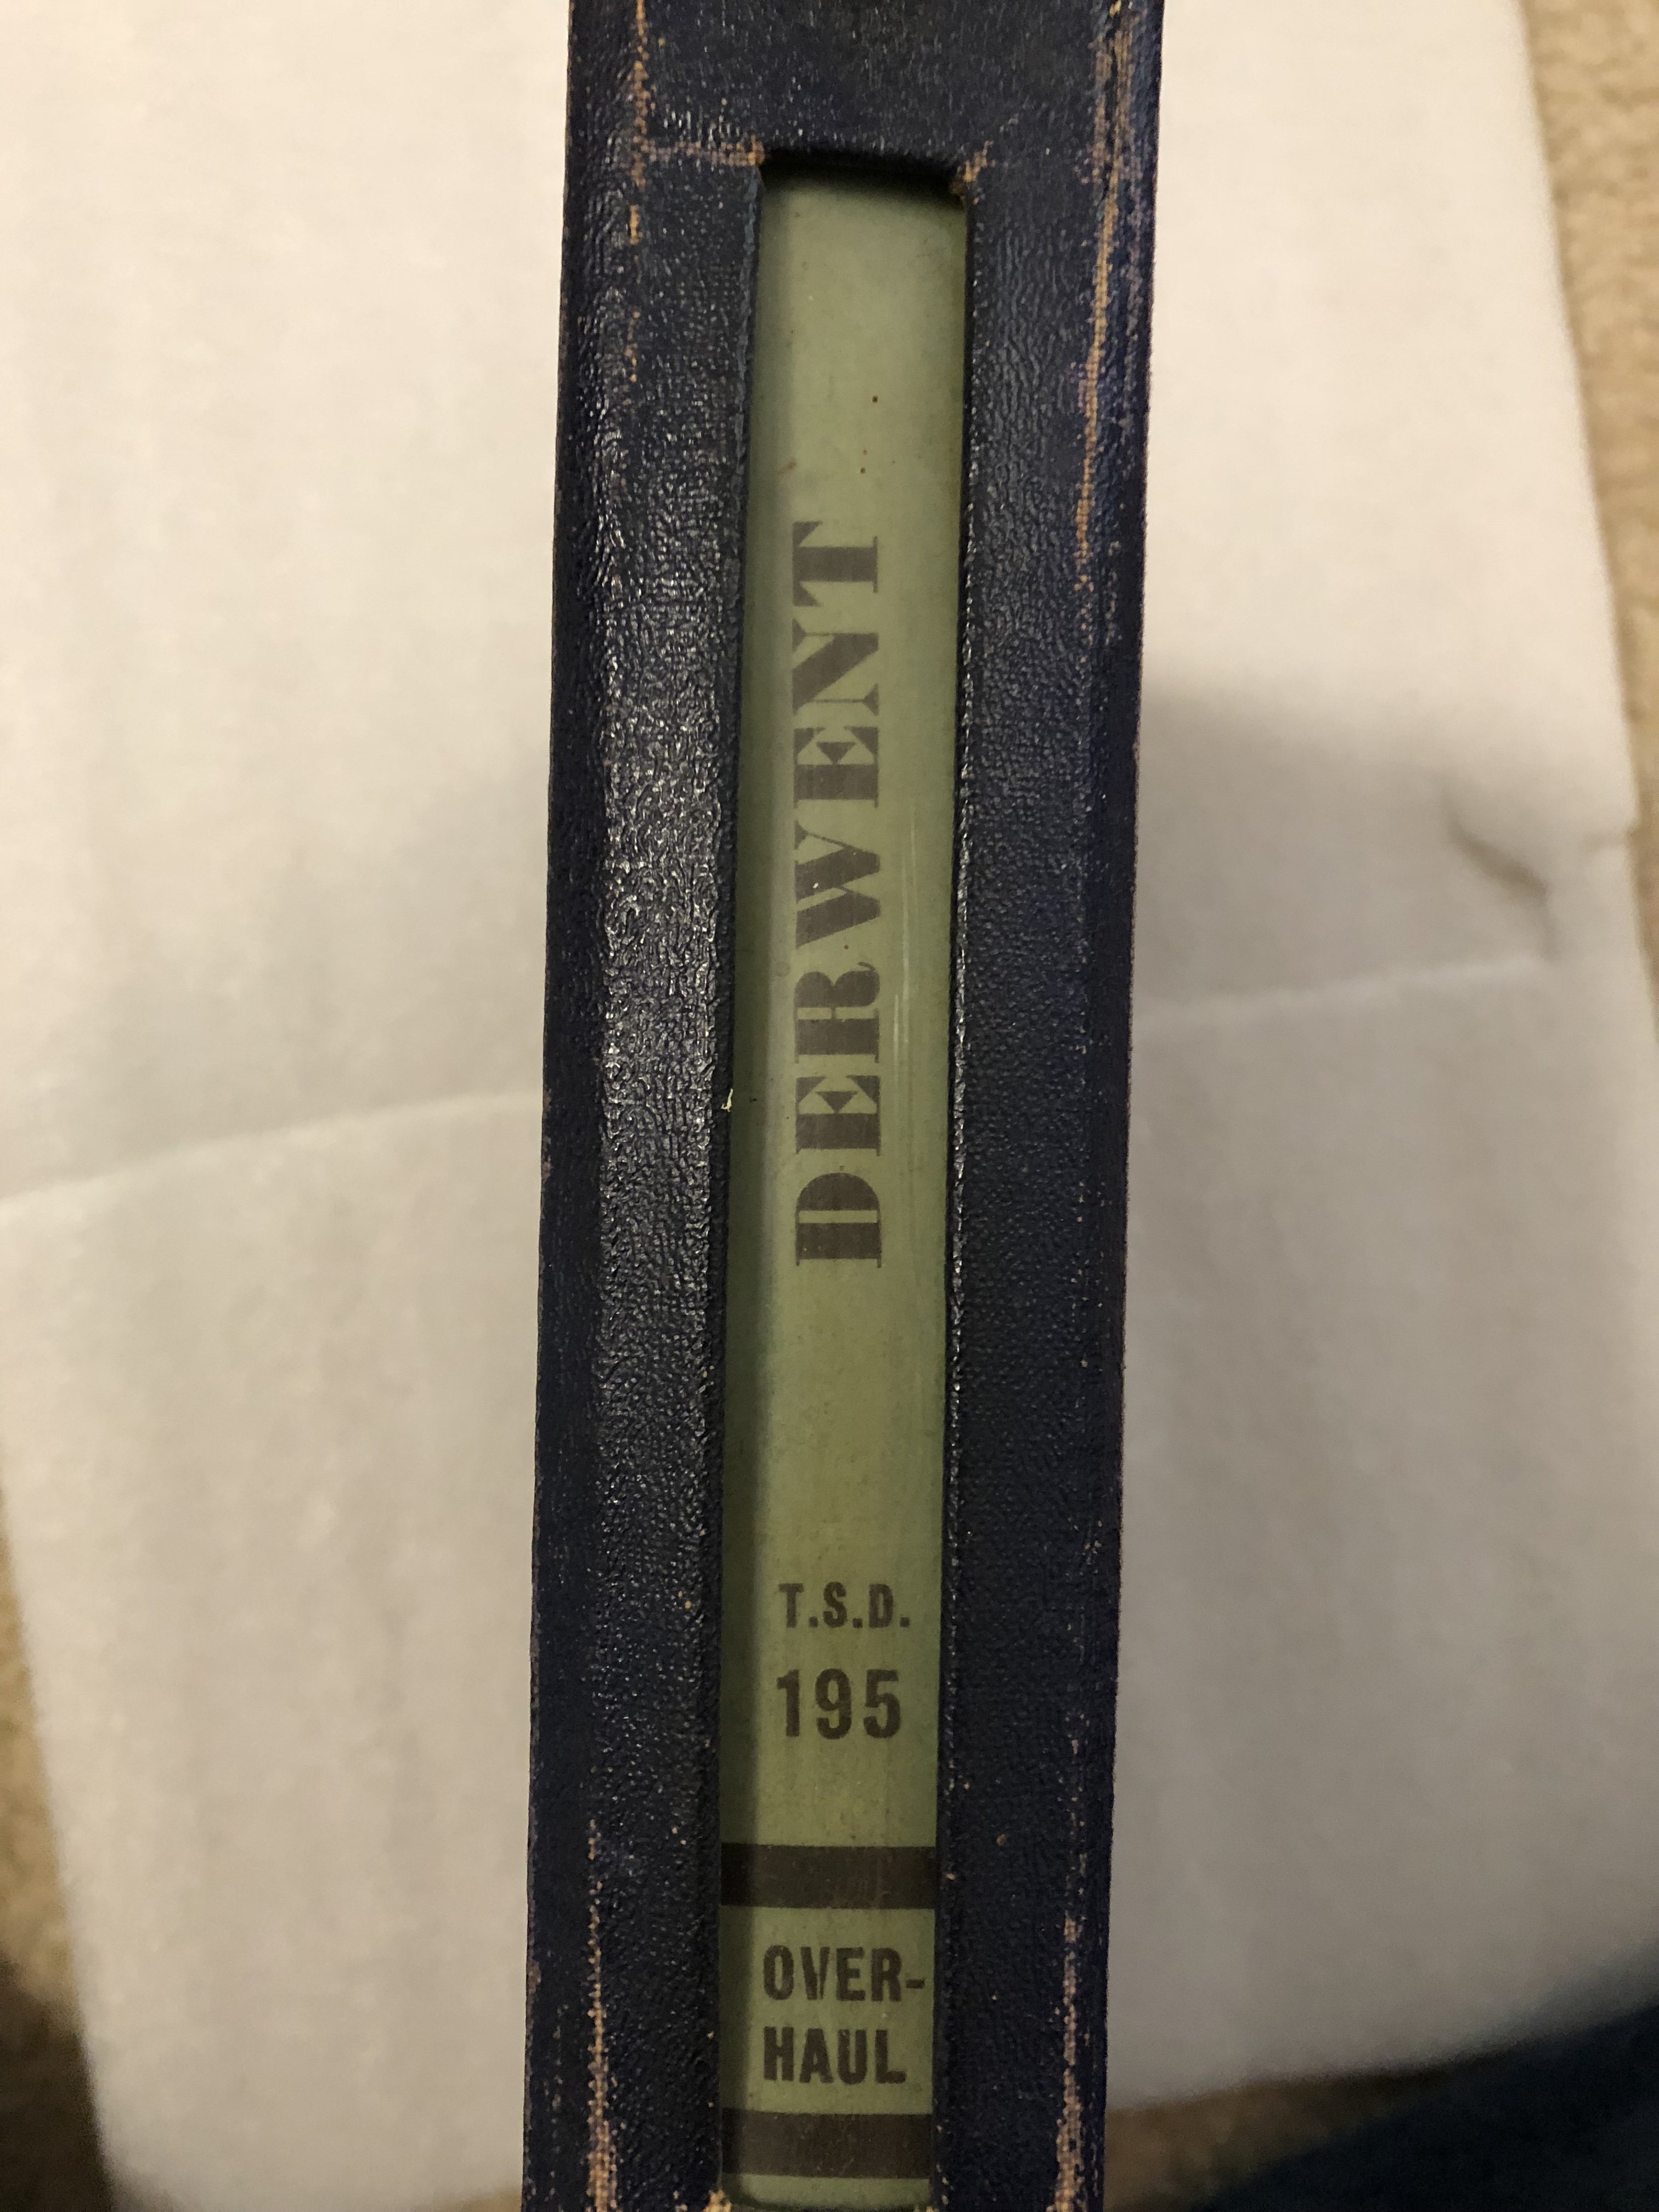 DERWENT
T.S.D.
195
OVER-
HAUL